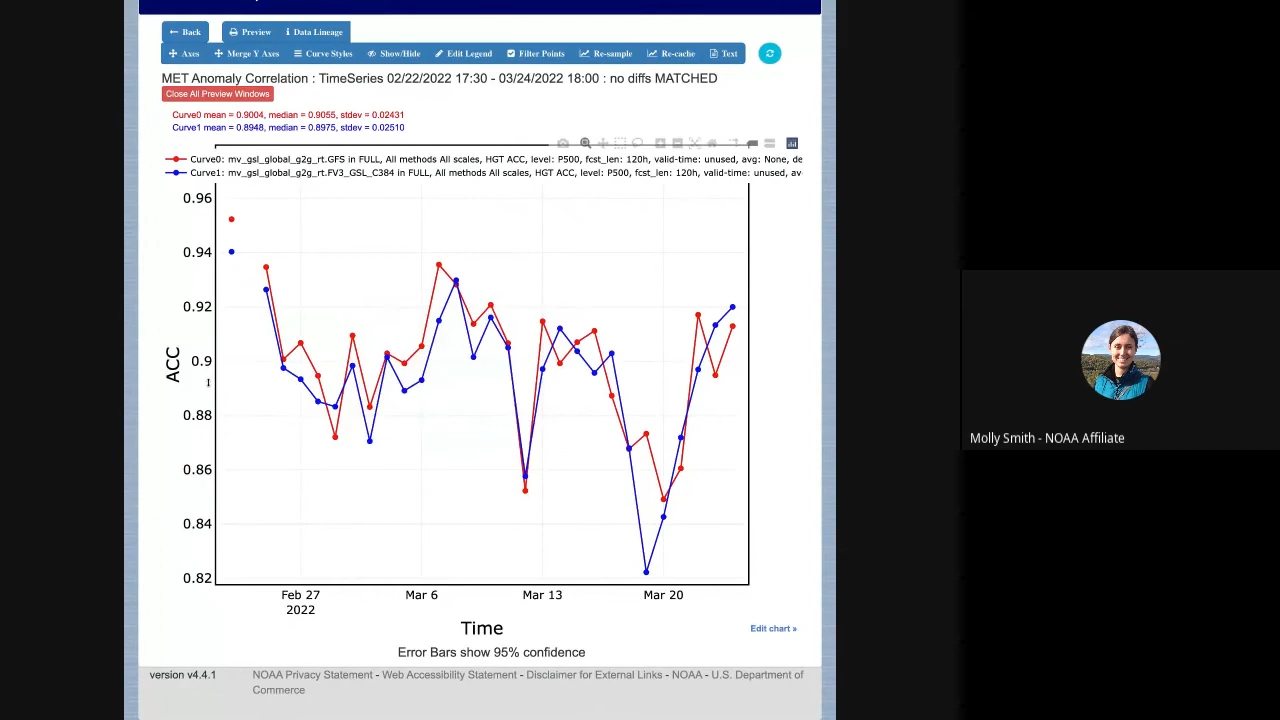 Back Preview Data Lineage
Axes Merge Y Axes Curve Styles Show/Hide Edit Legend Filter Points Re-sample Re-cache Text
MET Anomaly Correlation : TimeSeries 02/22/2022 17:30 - 03/24/2022 18:00 : no diffs MATCHED
Close All Preview Windows
Curve0 mean = 0.9004, median = 0.9055, stdev = 0.02431
Curve1 mean = 0.8948, median = 0.8975, stdev = 0.02510
Curve0: mv_gsl_global_g2g_rt.GFS in FULL, All methods All scales, HGT ACC, level: P500, fcst_len: 120h, valid-time: unused, avg: None, de
Curve1: mv_gsl_global_g2g_rt.FV3_GSL_C384 in FULL, All methods All scales, HGT ACC, level: P500, fcst_len: 120h, valid-time: unused, av
0.96
0.94
0.92
0.9
0.88
0.86
0.84
0.82
ACC
Feb 27 Mar 6 Mar 13 Mar 20
2022
Time
Edit chart »
Error Bars show 95% confidence
version v4.4.1
NOAA Privacy Statement - Web Accessibility Statement - Disclaimer for External Links - NOAA - U.S. Department of
Commerce
Molly Smith - NOAA Affiliate